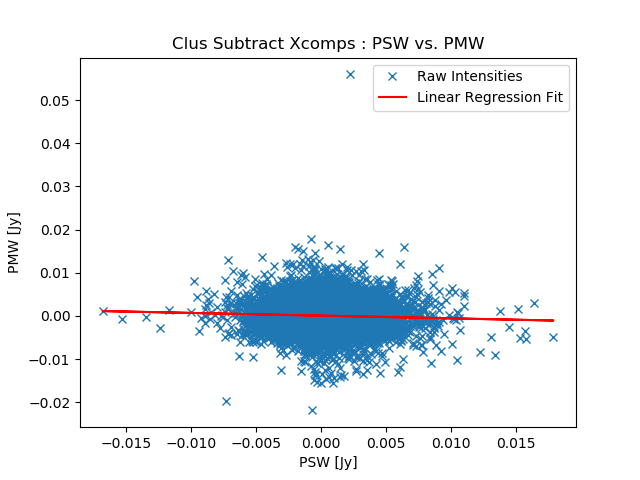 Clus Subtract Xcomps : PSW vs. PMW
Raw Intensities
Linear Regression Fit
PMW [Jy]
0.05
0.04
0.03
0.02
0.01
0.00
−0.01
−0.02
−0.015 −0.010 −0.005 0.000 0.005 0.010 0.015
PSW [Jy]